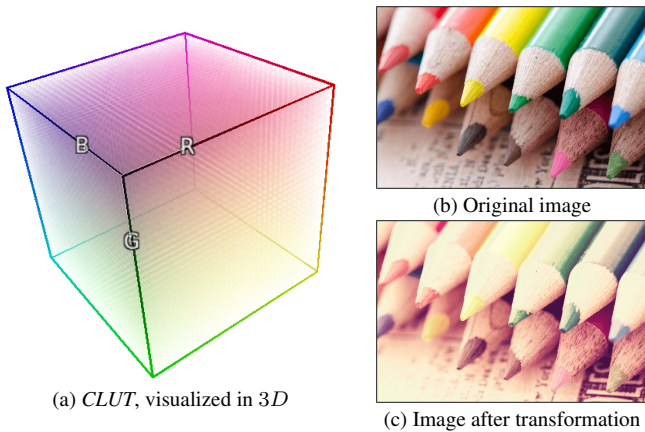 B
R
G
(a) CLUT, visualized in 3D
(b) Original image
(c) Image after transformation